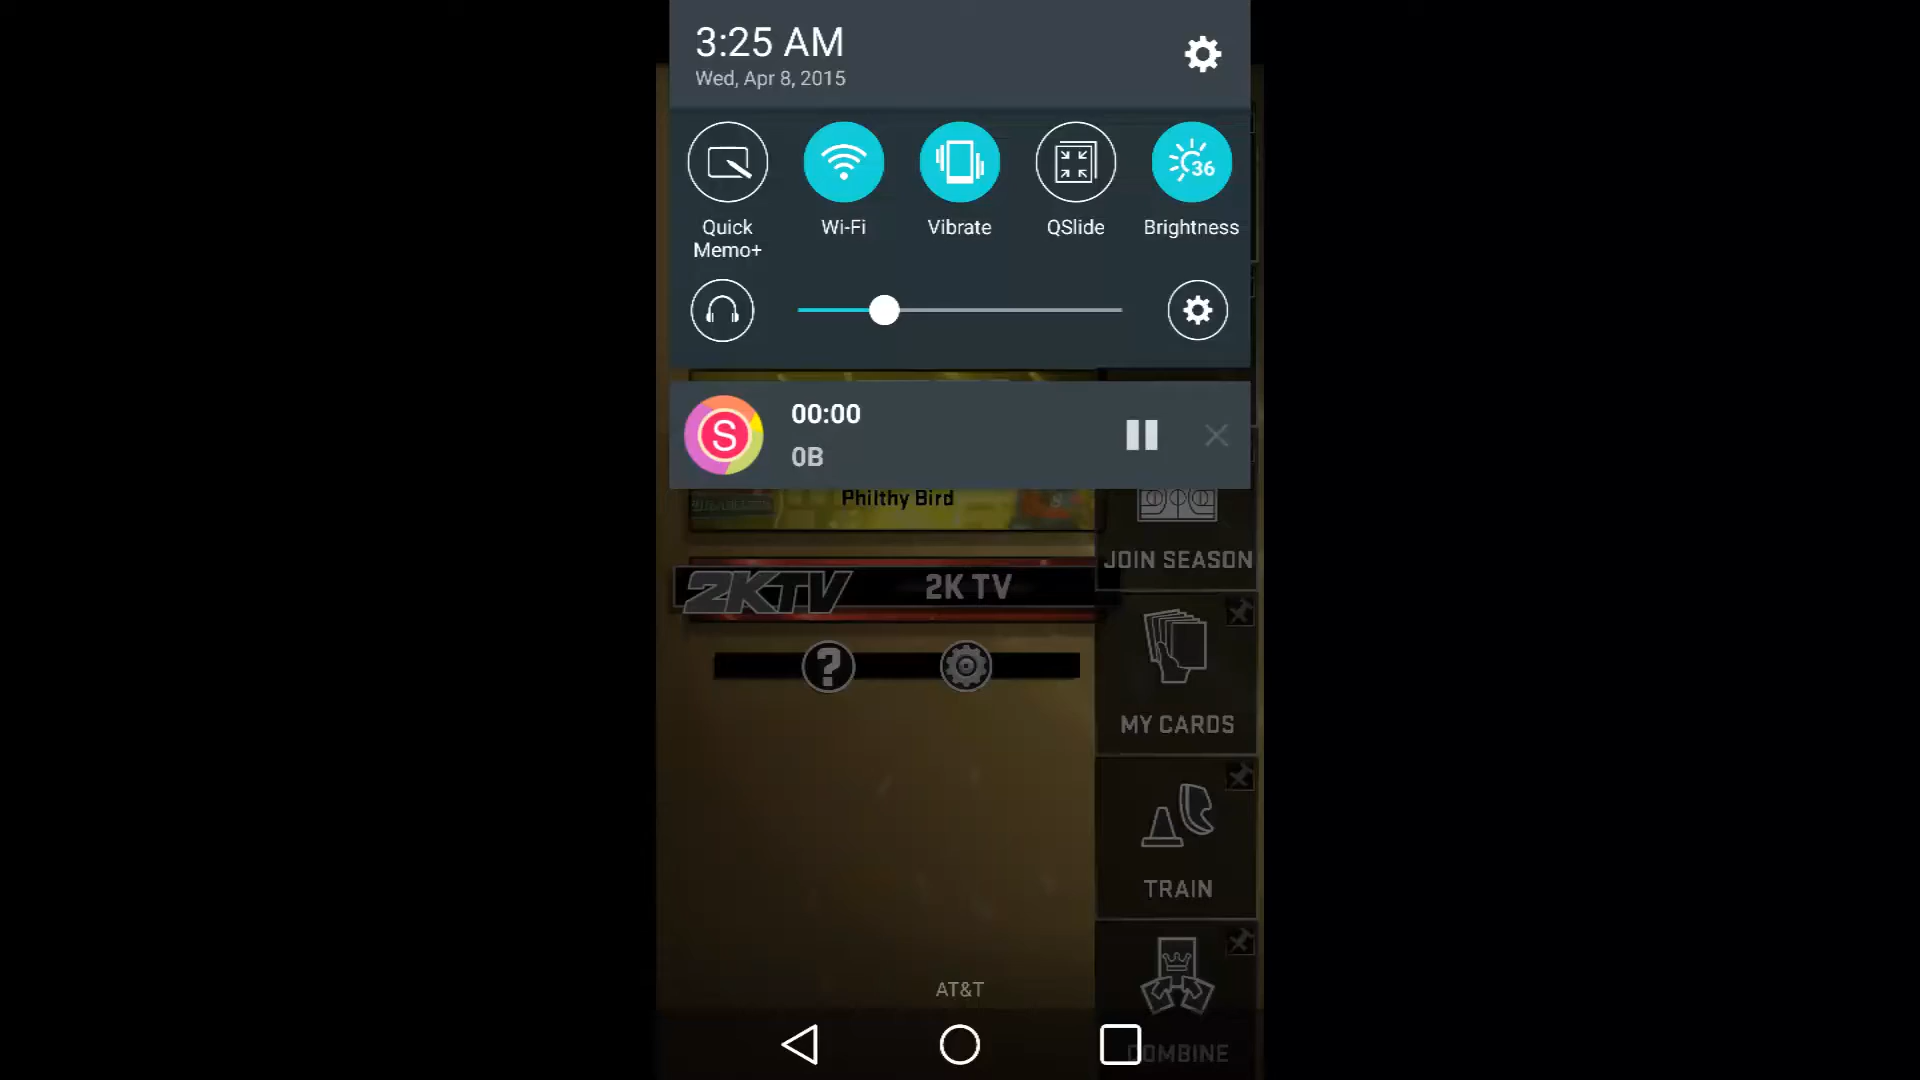 3:25 AM
Wed, Apr 8, 2015
36
Quick Memo+
Wi-Fi
Vibrate
QSlide
Brightness
S
00:00
0B
Philthy Bird
JOIN SEASON
2KTV
2K TV
?
MY CARDS
TRAIN
AT&T
COMBINE